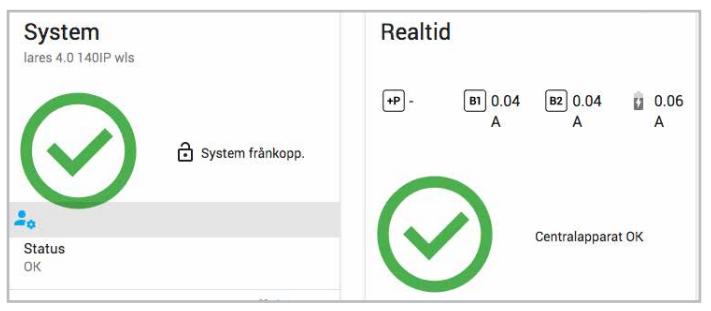 System
lares 4.0 140IP wls
System frånkopp.
Status
OK
Realtid
+P -
B1 0.04 A
B2 0.04 A
0.06 A
Centralapparat OK